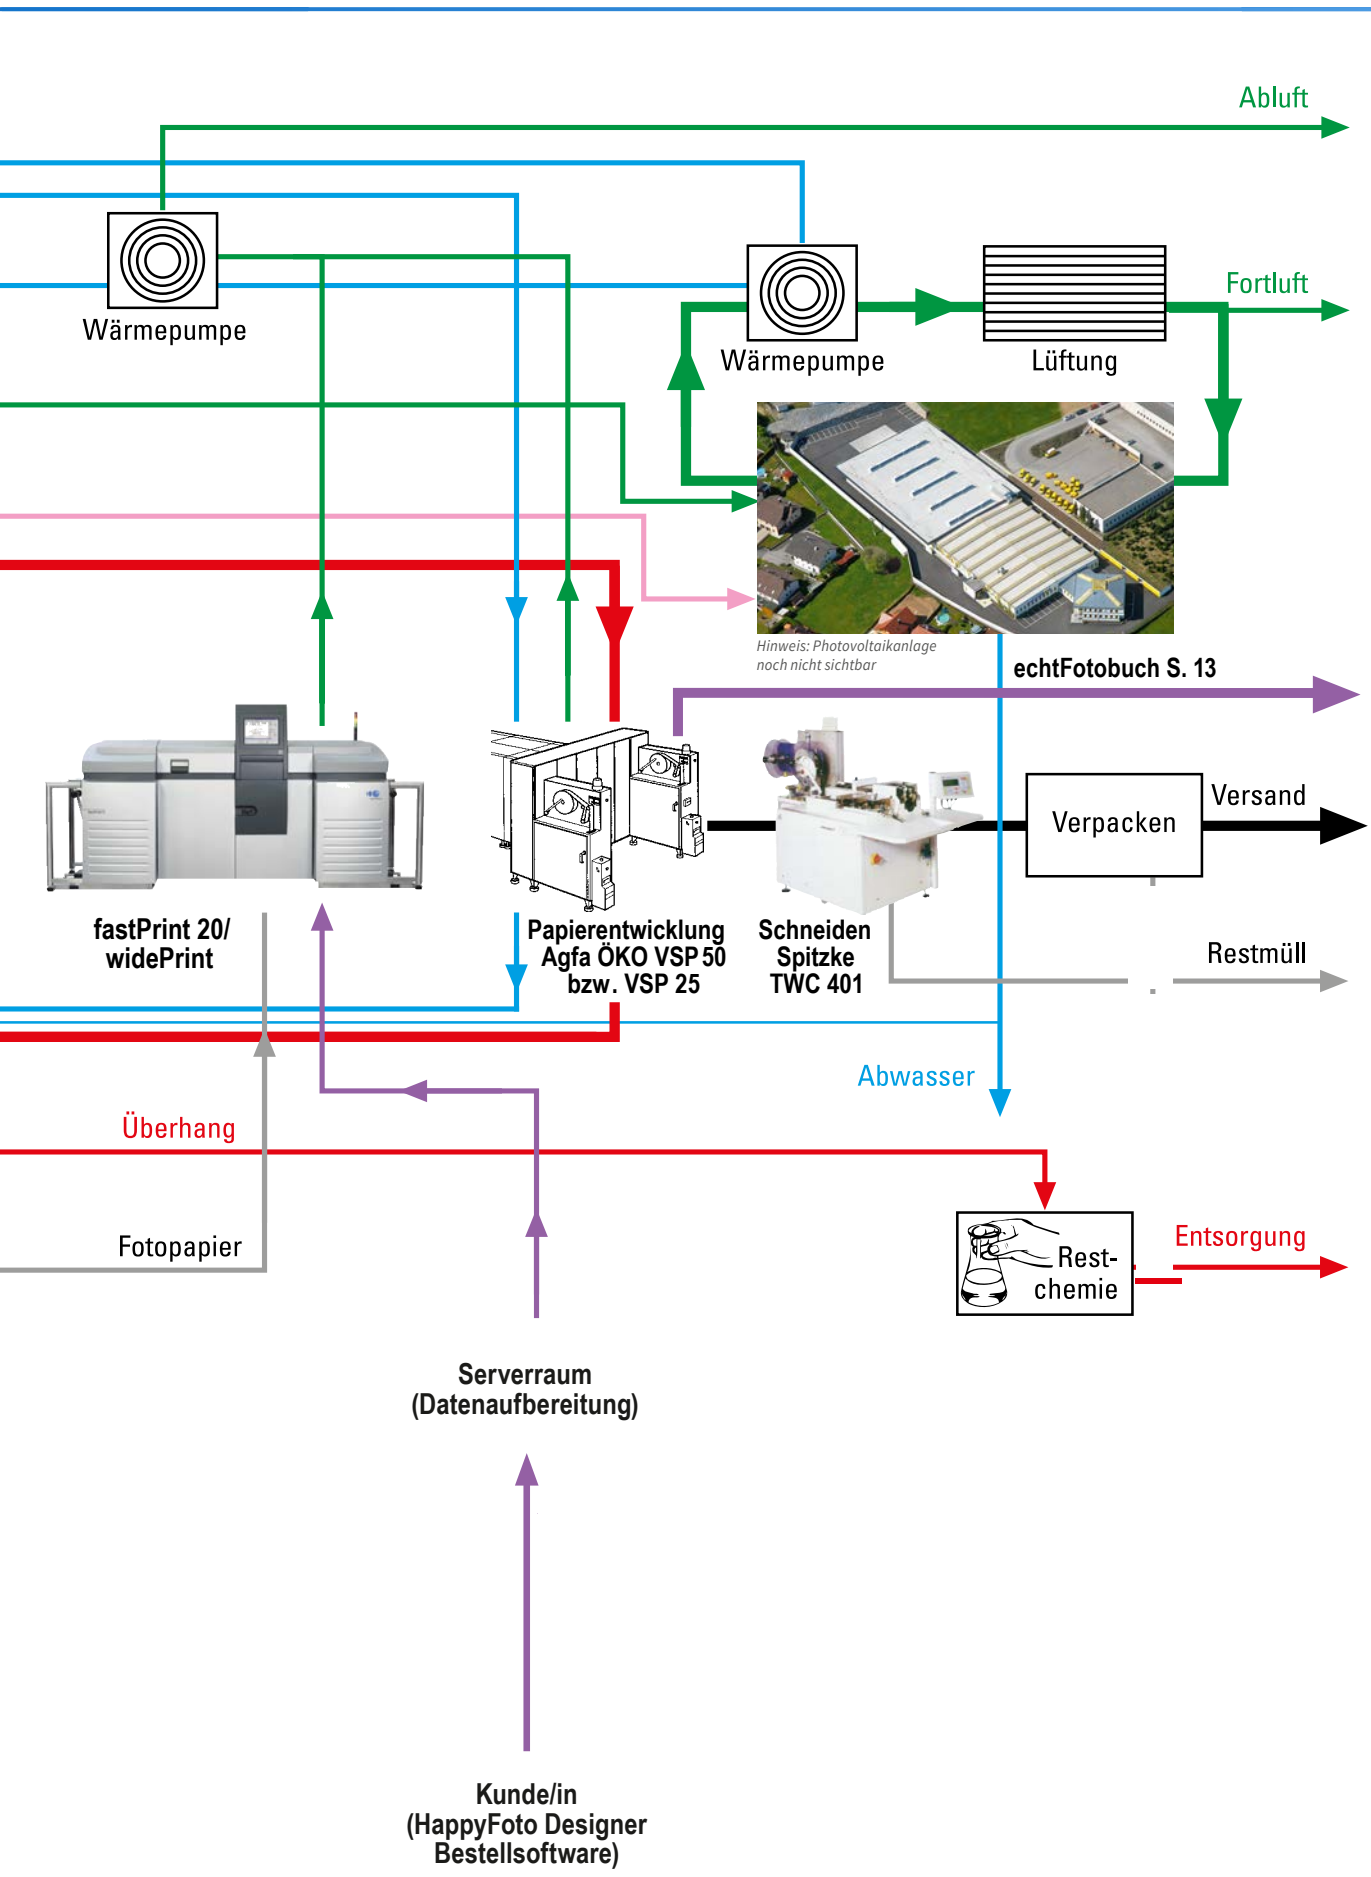 Abluft
Fortluft
Wärmepumpe
Wärmepumpe
Lüftung
Hinweis: Photovoltaikanlage
noch nicht sichtbar
echtFotobuch S. 13
Versand
Verpacken
fastPrint 20/
widePrint
Papierentwicklung
Agfa ÖKO VSP 50
bzw. VSP 25
Schneiden
Spitzke
TWC 401
Restmüll
Abwasser
Überhang
Fotopapier
Rest-
chemie
Entsorgung
Serverraum
(Datenaufbereitung)
Kunde/in
(HappyFoto Designer
Bestellsoftware)